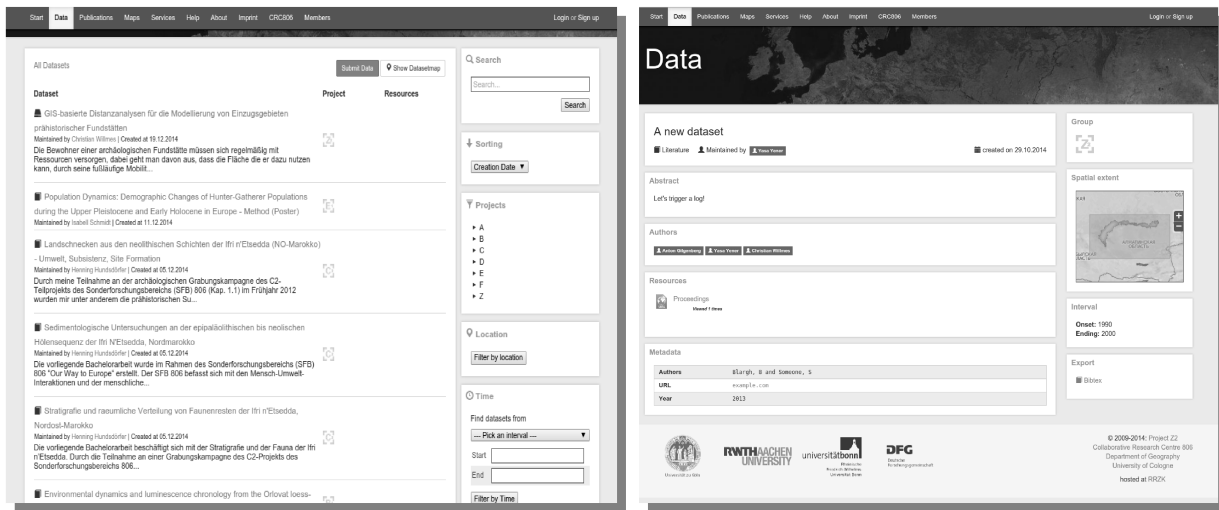 Start Data Publications Maps Services Help About Imprint CRC806 Members Login or Sign up
All Datasets Submit Data Show Datasetmap
Dataset Project Resources
GIS-basierte Distanzanalysen für die Modellierung von Einzugsgebieten
prähistorischer Fundstätten
Maintained by Christian Willmes | Created at 19.12.2014
Die Bewohner einer archäologischen Fundstätte müssen sich regelmäßig mit
Ressourcen versorgen, dabei geht man davon aus, dass die Fläche die er dazu nutzen
kann, durch seine fußläufige Mobilit...
Population Dynamics: Demographic Changes of Hunter-Gatherer Populations
during the Upper Pleistocene and Early Holocene in Europe - Method (Poster)
Maintained by Isabell Schmidt | Created at 11.12.2014
Landschnecken aus den neolithischen Schichten der Ifri n'Etsedda (NO-Marokko)
- Umwelt, Subsistenz, Site Formation
Maintained by Henning Hundsdörfer | Created at 05.12.2014
Durch meine Teilnahme an der archäologischen Grabungskampagne des C2-
Teilprojekts des Sonderforschungsbereichs (SFB) 806 (Kap. 1.1) im Frühjahr 2012
wurden mir unter anderem die prähistorischen Su...
Sedimentologische Untersuchungen an der epipaläolithischen bis neolischen
Höhlensequenz der Ifri N'Etsedda, Nordmarokko
Maintained by Henning Hundsdörfer | Created at 05.12.2014
Die vorliegende Bachelorarbeit wurde im Rahmen des Sonderforschungsbereichs (SFB)
806 "Our Way to Europe" erstellt. Der SFB 806 befasst sich mit den Mensch-Umwelt-
Interaktionen und der menschliche...
Stratigrafie und raeumliche Verteilung von Faunenresten der Ifri n'Etsedda,
Nordost-Marokko
Maintained by Henning Hundsdörfer | Created at 05.12.2014
Die vorliegende Bachelorarbeit beschäftigt sich mit der Stratigrafie und der Fauna der Ifri
n'Etsedda. Durch die Teilnahme an einer Grabungskampagne des C2-Projekts des
Sonderforschungsbereichs 806...
Environmental dynamics and luminescence chronology from the Orlovat loess-
Search
Search...
Search
Sorting
Creation Date
Projects
A
B
C
D
E
F
Z
Location
Filter by location
Time
Find datasets from
--- Pick an interval ---
Start
End
Filter by Time
Start Data Publications Maps Services Help About Imprint CRC806 Members Login or Sign up
Data
A new dataset
Literature Maintained by Yasa Yener created on 29.10.2014
Abstract
Let's trigger a log!
Authors
Anton Gilgenberg Yasa Yener Christian Willmes
Resources
Proceedings
Viewed 1 times
Metadata
Authors Blargh, B and Someone, S
URL example.com
Year 2013
Group
Z
Spatial extent
+
-
Interval
Onset: 1990
Ending: 2000
Export
Bibtex
RWTHAACHEN
UNIVERSITY
universitätbonn
Rheinische
Friedrich-Wilhelms-
Universität Bonn
DFG
Deutsche
Forschungsgemeinschaft
© 2009-2014: Project Z2
Collaborative Research Centre 806
Department of Geography
University of Cologne
hosted at RRZK